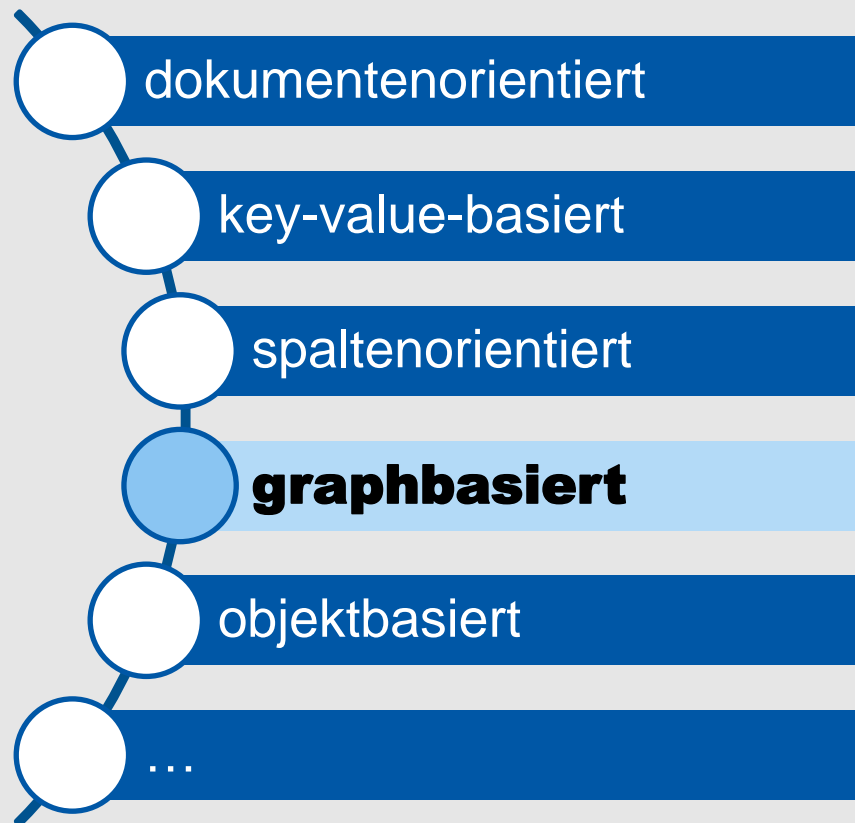 dokumentenorientiert
key-value-basiert
spaltenorientiert
graphbasiert
objektbasiert
…